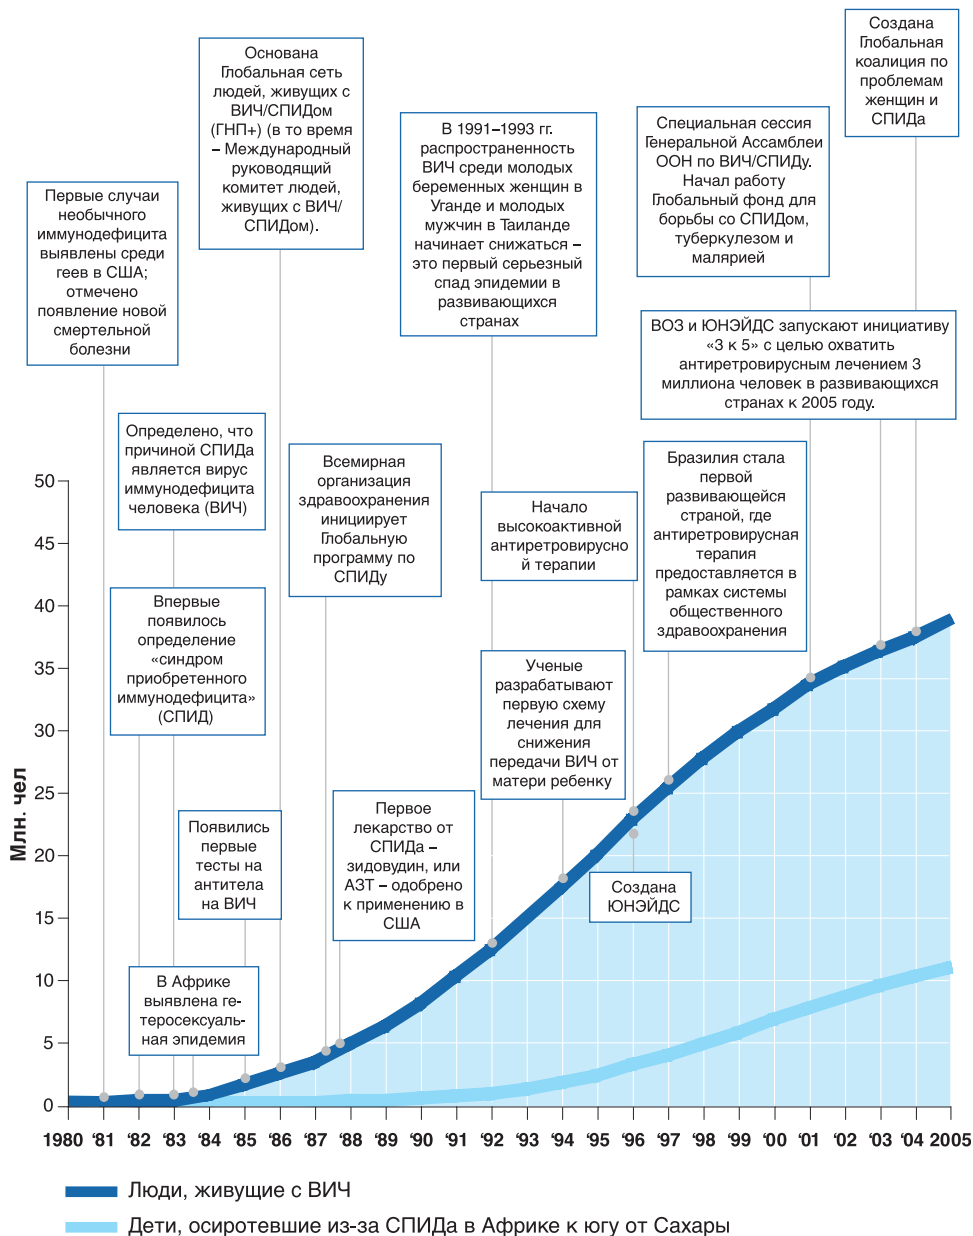 Создана
Глобальная
коалиция по
проблемам
женщин и
СПИДа
Основана
Глобальная сеть
людей, живущих с
ВИЧ/СПИДом
(ГНП+) (в то время
– Международный
руководящий
комитет людей,
живущих с ВИЧ/
СПИДом).
В 1991–1993 гг.
распространенность
ВИЧ среди молодых
беременных женщин в
Уганде и молодых
мужчин в Таиланде
начинает снижаться –
это первый серьезный
спад эпидемии в
развивающихся
странах
Специальная сессия
Генеральной Ассамблеи
ООН по ВИЧ/СПИДу.
Начал работу
Глобальный фонд для
борьбы со СПИДом,
туберкулезом и
малярией
Первые случаи
необычного
иммунодефицита
выявлены среди
геев в США;
отмечено
появление новой
смертельной
болезни
ВОЗ и ЮНЭЙДС запускают инициативу
«3 к 5» с целью охватить
антиретровирусным лечением 3
миллиона человек в развивающихся
странах к 2005 году.
Определено, что
причиной СПИДа
является вирус
иммунодефицита
человека (ВИЧ)
Всемирная
организация
здравоохранения
инициирует
Глобальную
программу по
СПИДу
Начало
высокоактивной
антиретровирусно
й терапии
Бразилия стала
первой
развивающейся
страной, где
антиретровирусная
терапия
предоставляется в
рамках системы
общественного
здравоохранения
Впервые
появилось
определение
«синдром
приобретенного
иммунодефицита»
(СПИД)
Ученые
разрабатывают
первую схему
лечения для
снижения
передачи ВИЧ от
матери ребенку
Появились
первые
тесты на
антитела
на ВИЧ
Первое
лекарство от
СПИДа –
зидовудин, или
АЗТ – одобрено
к применению в
США
Создана
ЮНЭЙДС
В Африке
выявлена ге-
теросексуаль-
ная эпидемия
Млн. чел
50
45
40
35
30
25
20
15
10
5
0
1980 ‘81 ‘82 ‘83 ‘84 ‘85 ‘86 ‘87 ‘88 ‘89 ‘90 ‘91 ‘92 ‘93 ‘94 ‘95 ‘96 ‘97 ‘98 ‘99 ‘00 ‘01 ‘02 ‘03 ‘04 2005
Люди, живущие с ВИЧ
Дети, осиротевшие из-за СПИДа в Африке к югу от Сахары